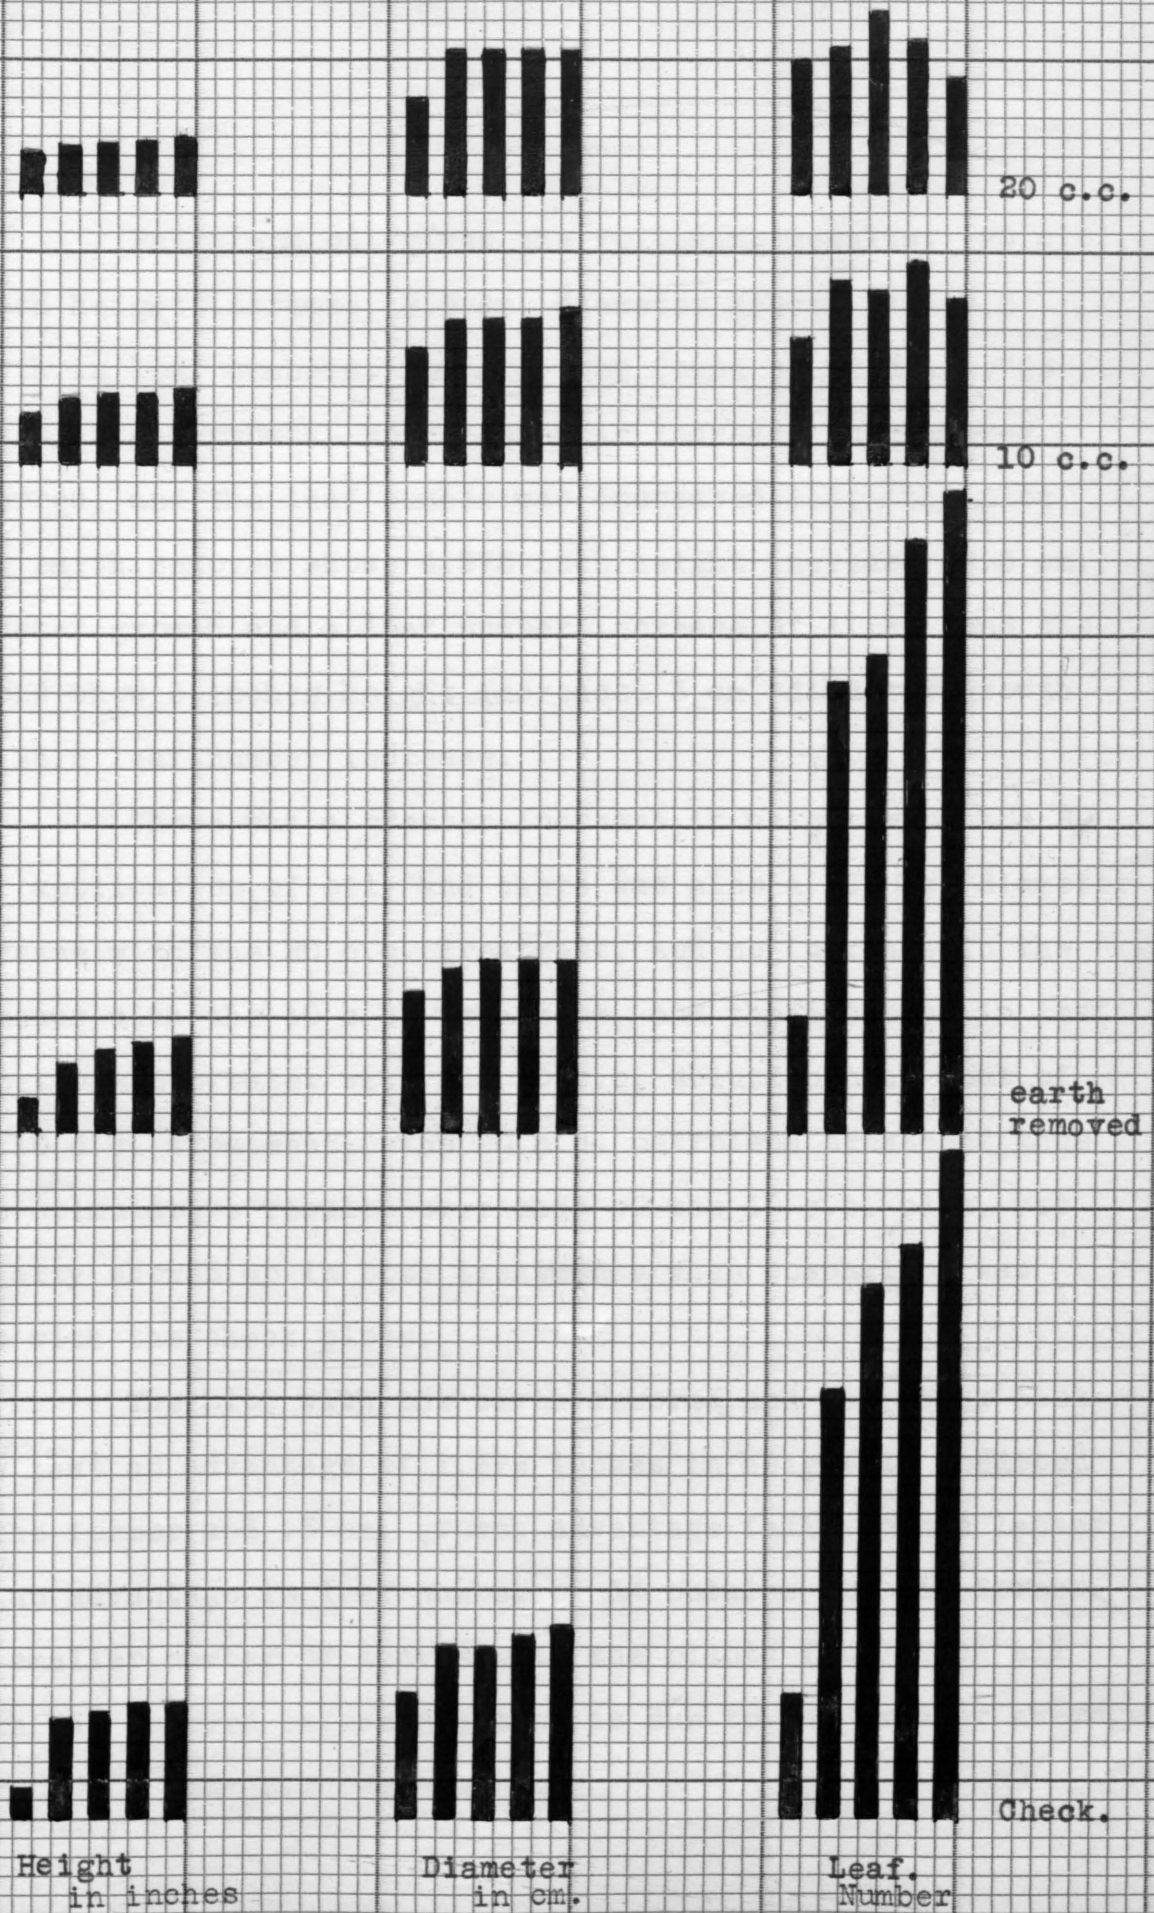 20 c.c.
10 c.c.
earth
removed
Check.
Height
in inches
Diameter
in cm.
Leaf.
Number